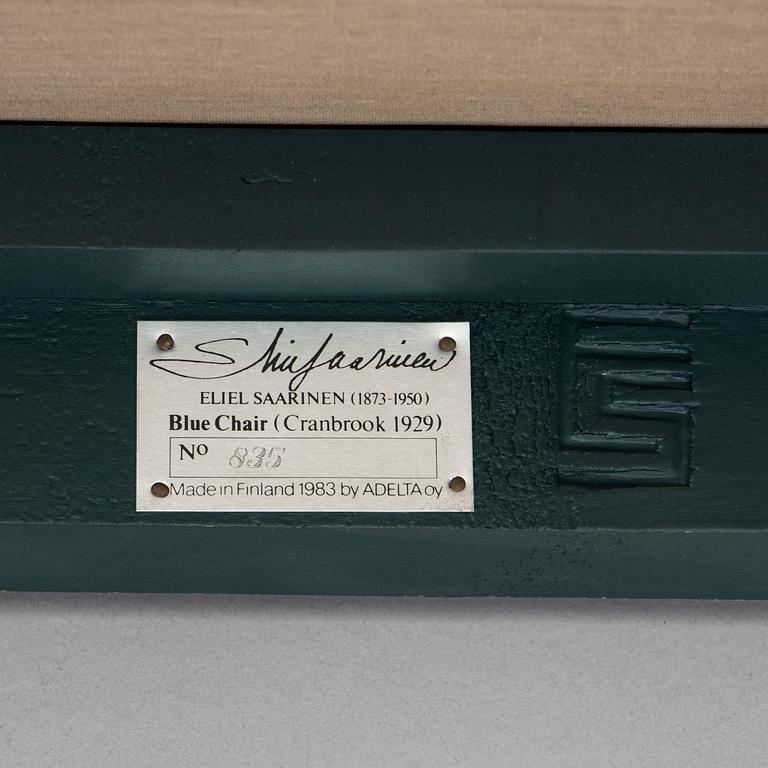 Eliel Saarinen
ELIEL SAARINEN (1873-1950)
Blue Chair (Cranbrook 1929)
No 835
Made in Finland 1983 by ADELTA oy
ES